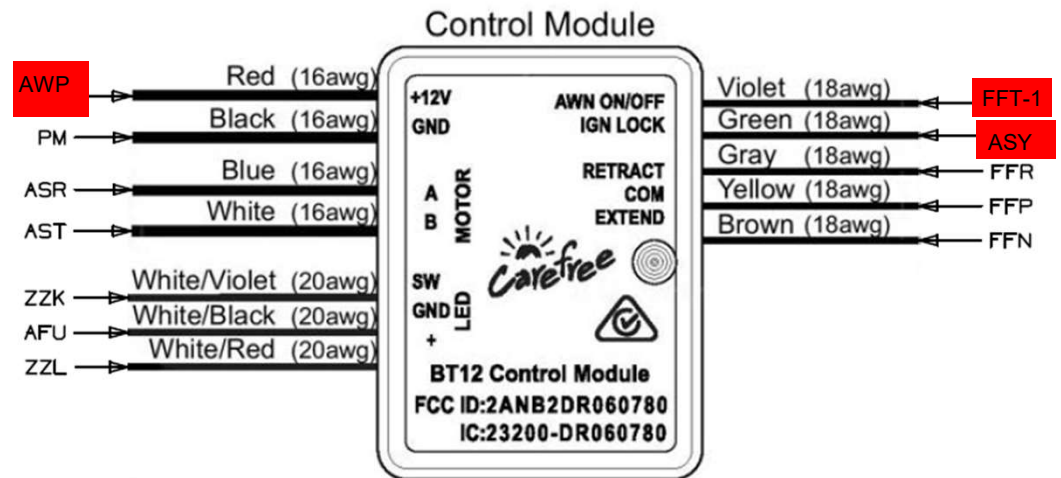 Control Module
AWP
Red (16awg)
PM
Black (16awg)
ASR
Blue (16awg)
AST
White (16awg)
ZZK
White/Violet (20awg)
AFU
White/Black (20awg)
ZZL
White/Red (20awg)
+12V
GND
A
B
MOTOR
SW
GND
+
LED
AWN ON/OFF
IGN LOCK
RETRACT
COM
EXTEND
Carefree
BT12 Control Module
FCC ID:2ANB2DR060780
IC:23200-DR060780
Violet (18awg)
FFT-1
Green (18awg)
ASY
Gray (18awg)
FFR
Yellow (18awg)
FFP
Brown (18awg)
FFN